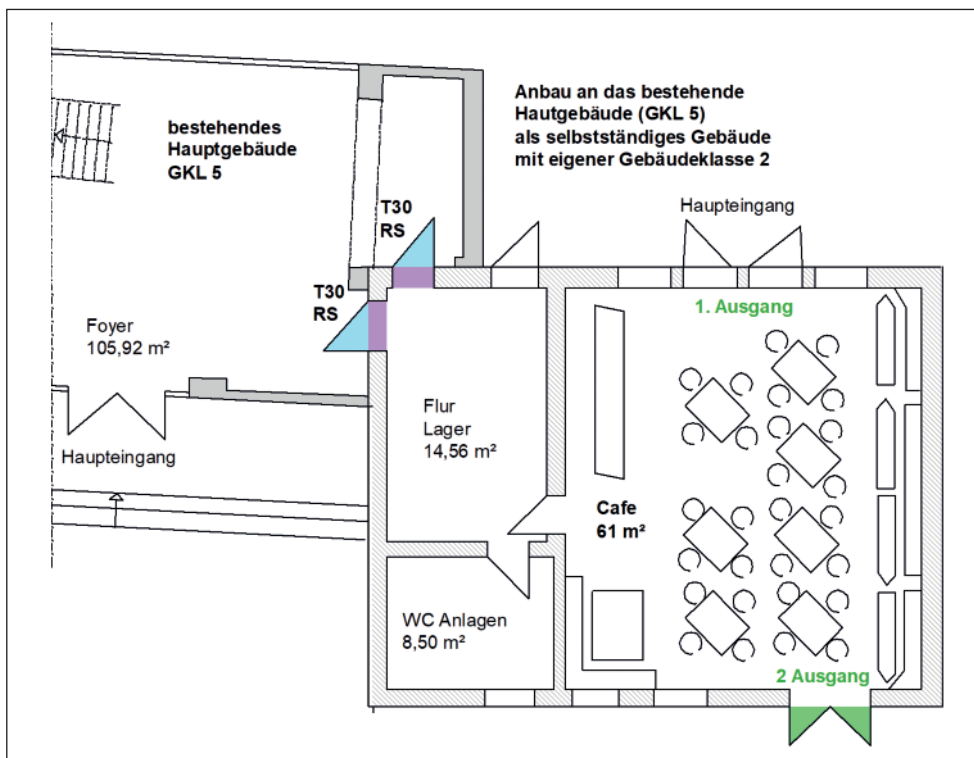 bestehendes
Hauptgebäude
GKL 5
Anbau an das bestehende
Hautgebäude (GKL 5)
als selbstständiges Gebäude
mit eigener Gebäudeklasse 2
T30
RS
Haupteingang
T30
RS
1. Ausgang
Foyer
105,92 m²
Flur
Lager
14,56 m²
Haupteingang
Cafe
61 m²
WC Anlagen
8,50 m²
2 Ausgang